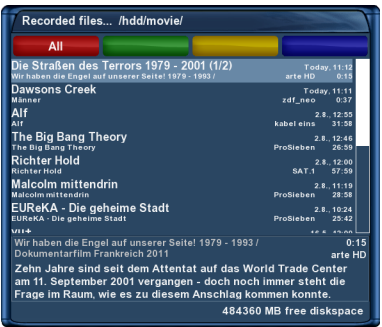 Recorded files... /hdd/movie/
All
Die Straßen des Terrors 1979 - 2001 (1/2) Today, 11:12
Wir haben die Engel auf unserer Seite! 1979 - 1993 / arte HD 0:15
Dawsons Creek Today, 11:11
Männer zdf_neo 0:37
Alf 2.8., 12:55
Alf kabel eins 31:58
The Big Bang Theory 2.8., 12:46
The Big Bang Theory ProSieben 26:59
Richter Hold 2.8., 12:00
Richter Hold SAT.1 57:59
Malcolm mittendrin 2.8., 11:19
Malcolm mittendrin ProSieben 28:58
EUReKA - Die geheime Stadt 2.8., 10:24
EUReKA - Die geheime Stadt ProSieben 25:42
Wir haben die Engel auf unserer Seite! 1979 - 1993 / 0:15
Dokumentarfilm Frankreich 2011 arte HD
Zehn Jahre sind seit dem Attentat auf das World Trade Center
am 11. September 2001 vergangen - doch noch immer steht die
Frage im Raum, wie es zu diesem Anschlag kommen konnte.
484360 MB free diskspace